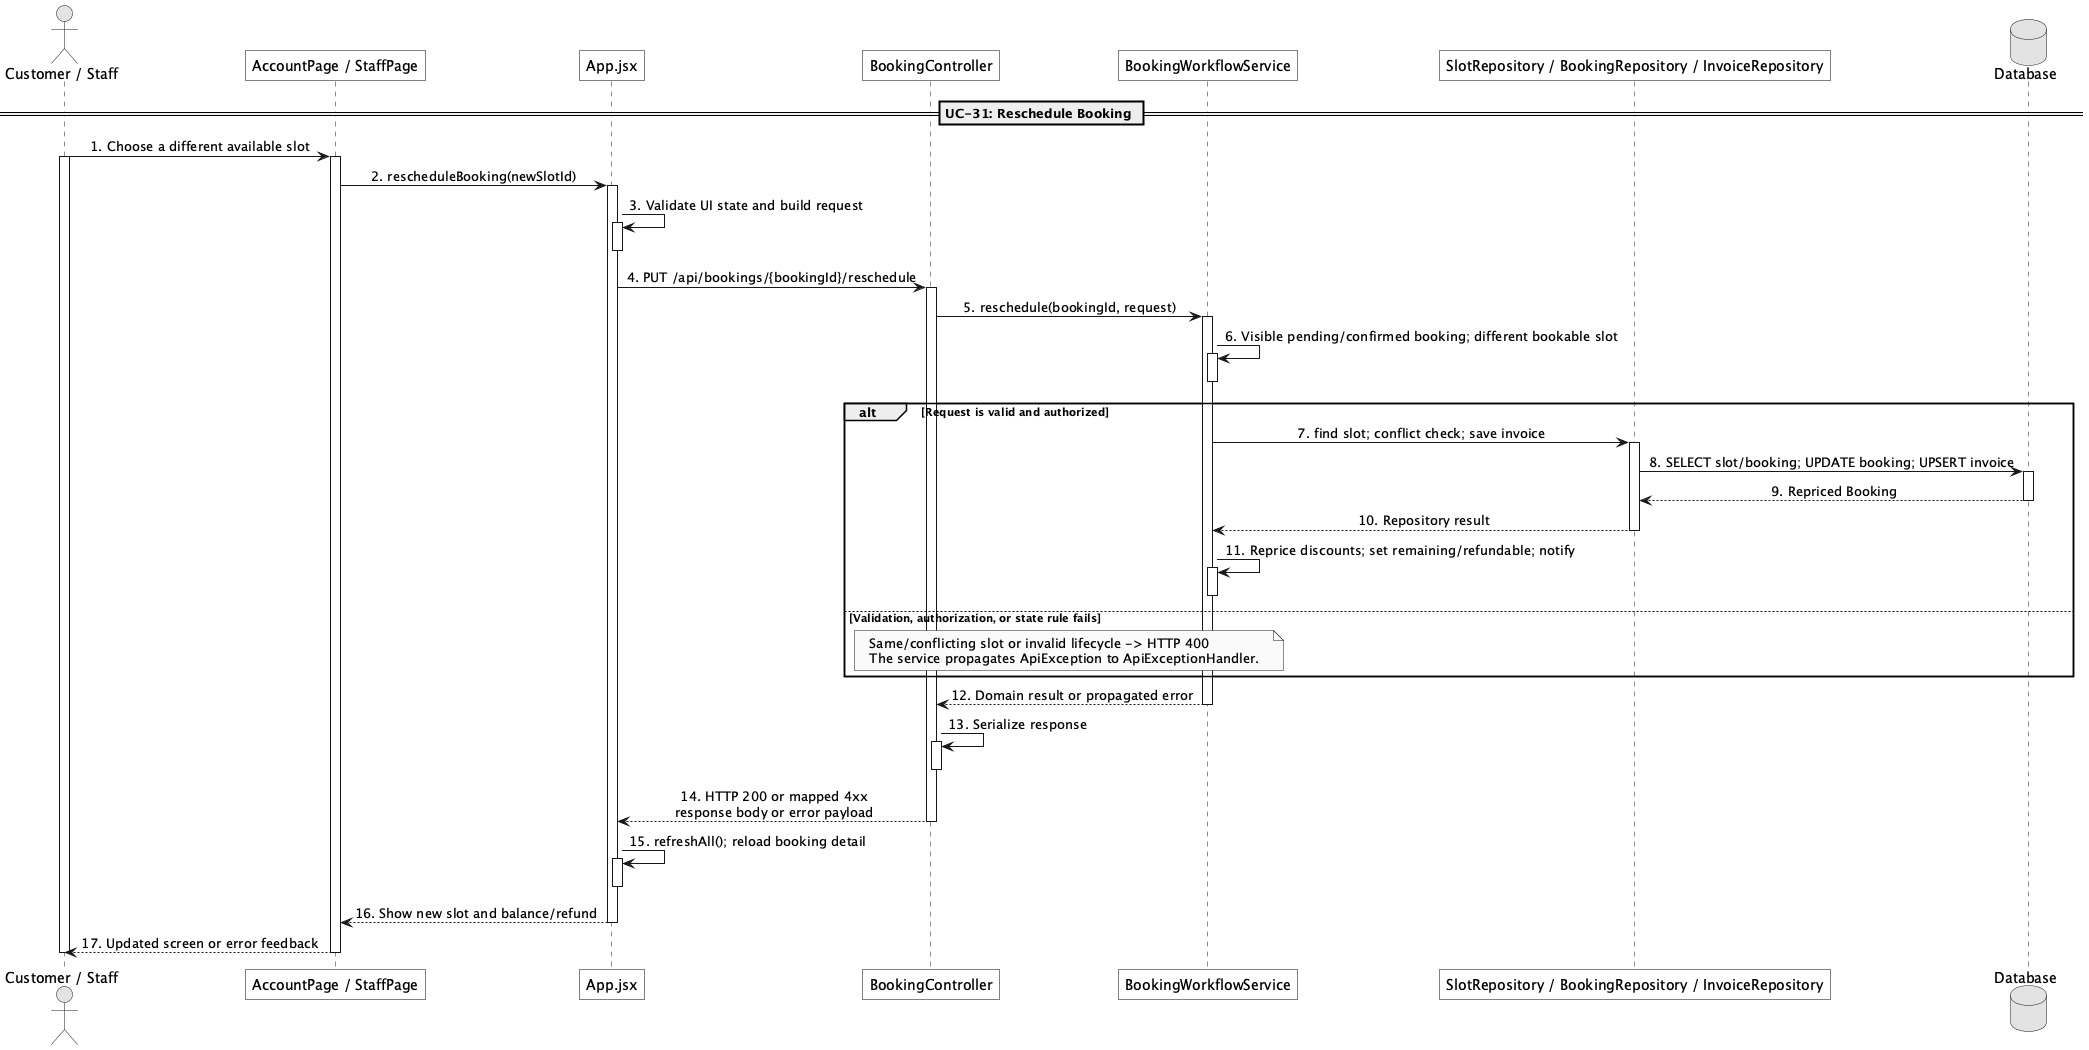 Customer / Staff
AccountPage / StaffPage
App.jsx
BookingController
BookingWorkflowService
SlotRepository / BookingRepository / InvoiceRepository
Database
UC-31: Reschedule Booking
1. Choose a different available slot
2. rescheduleBooking(newSlotId)
3. Validate UI state and build request
4. PUT /api/bookings/{bookingId}/reschedule
5. reschedule(bookingId, request)
6. Visible pending/confirmed booking; different bookable slot
alt
[Request is valid and authorized]
7. find slot; conflict check; save invoice
8. SELECT slot/booking; UPDATE booking; UPSERT invoice
9. Repriced Booking
10. Repository result
11. Reprice discounts; set remaining/refundable; notify
[Validation, authorization, or state rule fails]
Same/conflicting slot or invalid lifecycle -> HTTP 400
The service propagates ApiException to ApiExceptionHandler.
12. Domain result or propagated error
13. Serialize response
14. HTTP 200 or mapped 4xx
response body or error payload
15. refreshAll(); reload booking detail
16. Show new slot and balance/refund
17. Updated screen or error feedback
Customer / Staff
AccountPage / StaffPage
App.jsx
BookingController
BookingWorkflowService
SlotRepository / BookingRepository / InvoiceRepository
Database